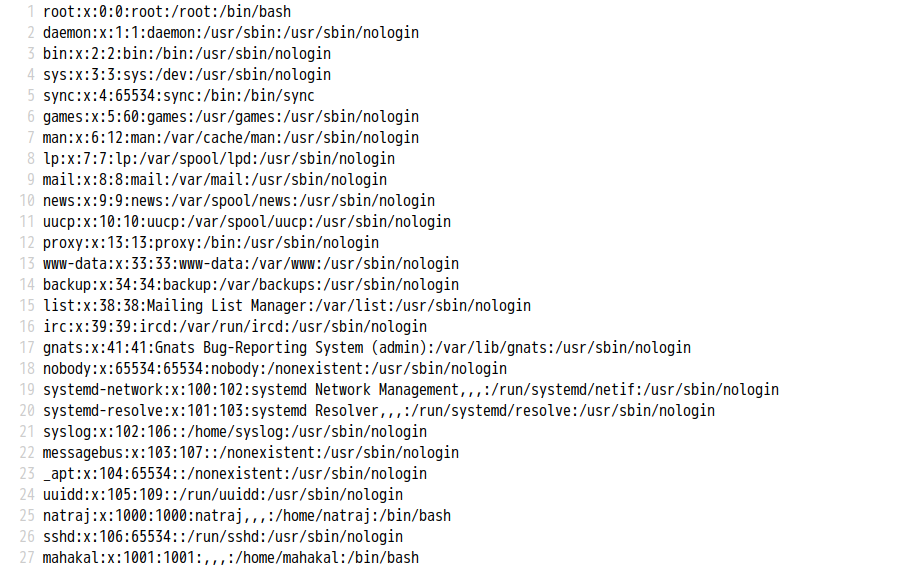 1 root:x:0:0:root:/root:/bin/bash
2 daemon:x:1:1:daemon:/usr/sbin:/usr/sbin/nologin
3 bin:x:2:2:bin:/bin:/usr/sbin/nologin
4 sys:x:3:3:sys:/dev:/usr/sbin/nologin
5 sync:x:4:65534:sync:/bin:/bin/sync
6 games:x:5:60:games:/usr/games:/usr/sbin/nologin
7 man:x:6:12:man:/var/cache/man:/usr/sbin/nologin
8 lp:x:7:7:lp:/var/spool/lpd:/usr/sbin/nologin
9 mail:x:8:8:mail:/var/mail:/usr/sbin/nologin
10 news:x:9:9:news:/var/spool/news:/usr/sbin/nologin
11 uucp:x:10:10:uucp:/var/spool/uucp:/usr/sbin/nologin
12 proxy:x:13:13:proxy:/bin:/usr/sbin/nologin
13 www-data:x:33:33:www-data:/var/www:/usr/sbin/nologin
14 backup:x:34:34:backup:/var/backups:/usr/sbin/nologin
15 list:x:38:38:Mailing List Manager:/var/list:/usr/sbin/nologin
16 irc:x:39:39:ircd:/var/run/ircd:/usr/sbin/nologin
17 gnats:x:41:41:Gnats Bug-Reporting System (admin):/var/lib/gnats:/usr/sbin/nologin
18 nobody:x:65534:65534:nobody:/nonexistent:/usr/sbin/nologin
19 systemd-network:x:100:102:systemd Network Management,,,:/run/systemd/netif:/usr/sbin/nologin
20 systemd-resolve:x:101:103:systemd Resolver,,,:/run/systemd/resolve:/usr/sbin/nologin
21 syslog:x:102:106::/home/syslog:/usr/sbin/nologin
22 messagebus:x:103:107::/nonexistent:/usr/sbin/nologin
23 _apt:x:104:65534::/nonexistent:/usr/sbin/nologin
24 uuidd:x:105:109::/run/uuidd:/usr/sbin/nologin
25 natraj:x:1000:1000:natraj,,,:/home/natraj:/bin/bash
26 sshd:x:106:65534::/run/sshd:/usr/sbin/nologin
27 mahakal:x:1001:1001:,,,:/home/mahakal:/bin/bash